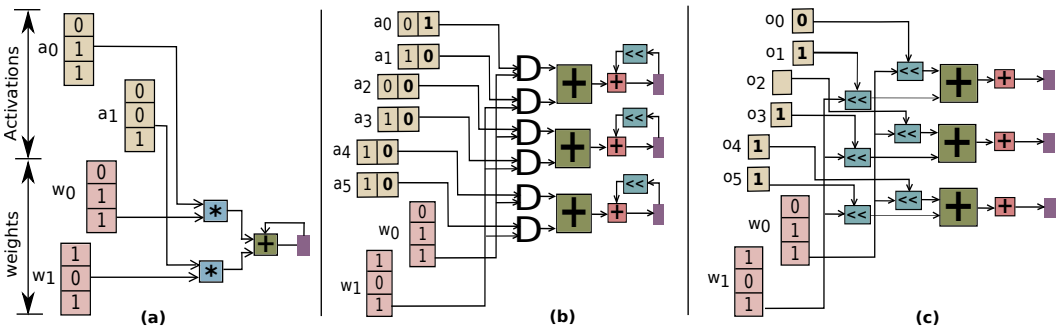 Activations
weights
a0
0
1
1
a1
0
0
1
w0
0
1
1
w1
1
0
1
*
*
+
(a)
a0 0 1
a1 1 0
a2 0 0
a3 1 0
a4 1 0
a5 1 0
w0
0
1
1
w1
1
0
1
D
D
D
D
D
D
+
+
+
<<
+
<<
+
<<
+
(b)
o0 0
o1 1
o2
o3 1
o4 1
o5 1
w0
0
1
1
w1
1
0
1
<<
<<
<<
<<
<<
<<
+ +
+ +
+ +
(c)